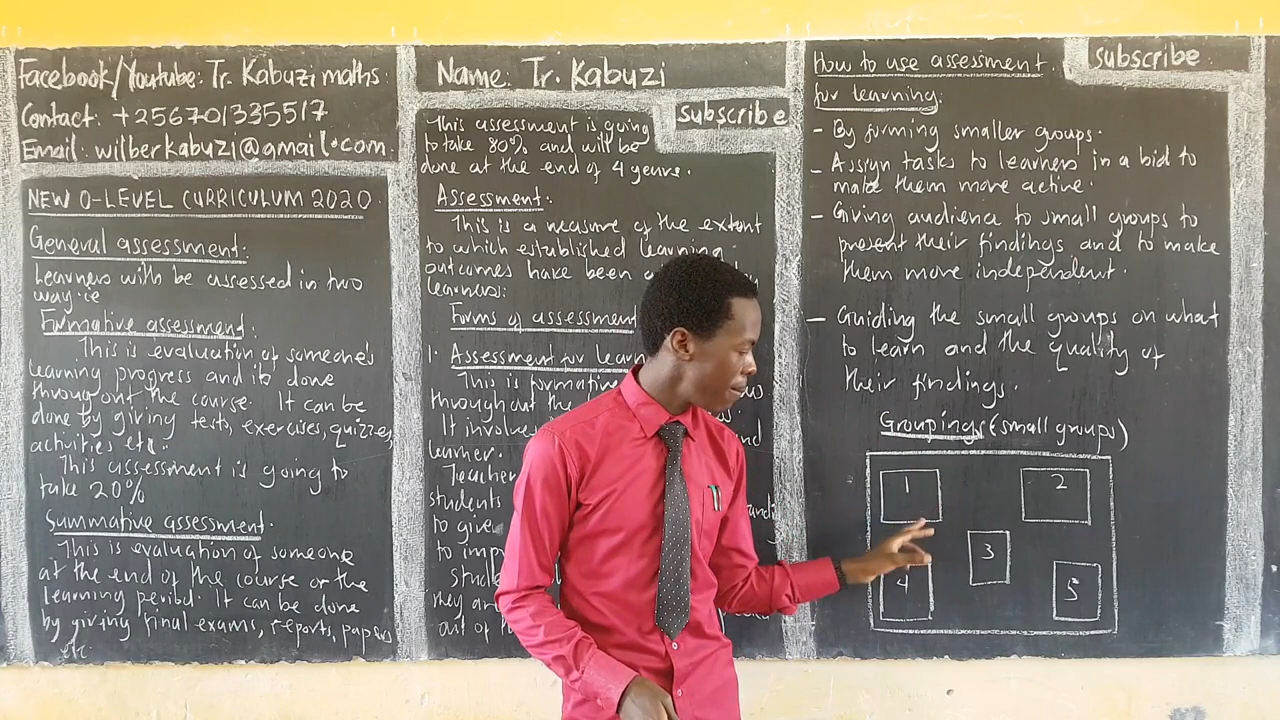 Facebook/Youtube: Tr. Kabuzi maths
Contact: +256701335517
Email: wilberkabuzi@gmail.com
NEW O-LEVEL CURRICULUM 2020
General assessment:
Learners with be assessed in two
way. ie
Formative assessment:
This is evaluation of someone's
learning progress and its done
throughout the course. It can be
done by giving tests, exercises, quizzes,
activities etc.
This assessment is going to
take 20%
Summative assessment.
This is evaluation of someone
at the end of the course or the
learning period. It can be done
by giving final exams, reports, papers
etc.
Name: Tr. Kabuzi
subscribe
This assessment is going
to take 80% and will be
done at the end of 4 years.
Assessment:
This is a measure of the extent
to which established learning
outcomes have been
learners:
Forms of assessment
1. Assessment for Learn
This is formative
throughout the
It involve
learner.
Teacher
students
to give
to imp
stude
they ar
out of
How to use assessment
for learning:
subscribe
- By forming smaller groups.
- Assign tasks to learners in a bid to
make them more active.
- Giving audience to small groups to
present their findings and to make
them more independent.
- Guiding the small groups on what
to learn and the quality of
their findings.
Groupings (small groups)
1 2
3
4 5